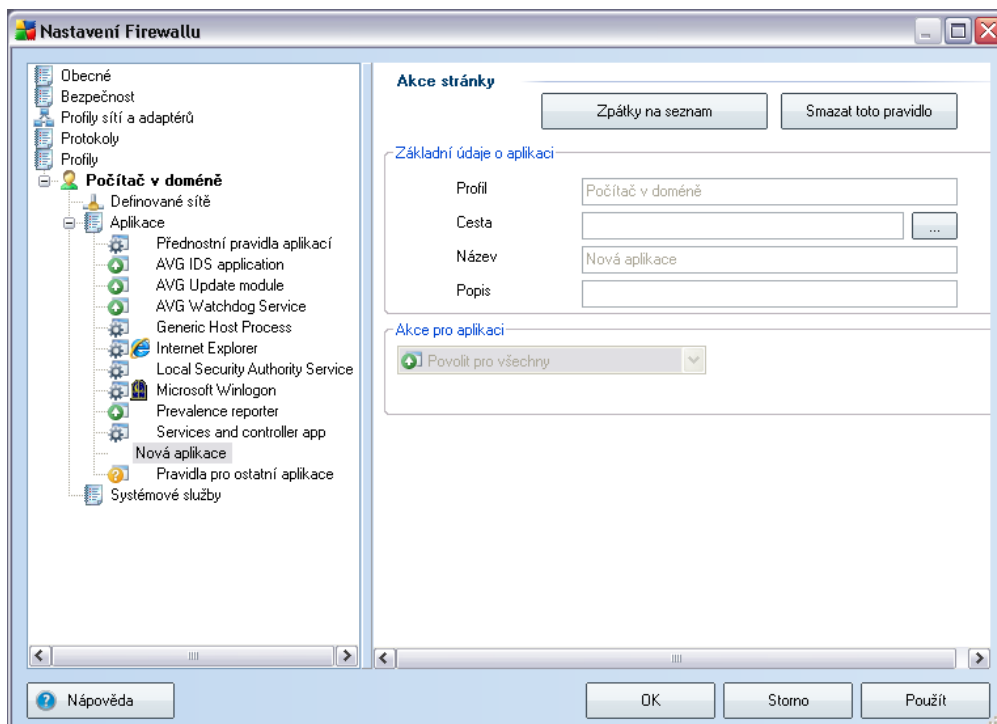 Nastavení Firewallu
Obecné
Bezpečnost
Profily sítí a adaptérů
Protokoly
Profily
Počítač v doméně
Definované sítě
Aplikace
Přednostní pravidla aplikací
AVG IDS application
AVG Update module
AVG Watchdog Service
Generic Host Process
Internet Explorer
Local Security Authority Service
Microsoft Winlogon
Prevalence reporter
Services and controller app
Nová aplikace
Pravidla pro ostatní aplikace
Systémové služby
Akce stránky
Zpátky na seznam
Smazat toto pravidlo
Základní údaje o aplikaci
Profil
Počítač v doméně
Cesta
...
Název
Nová aplikace
Popis
Akce pro aplikaci
Povolit pro všechny
Nápověda
OK
Storno
Použít